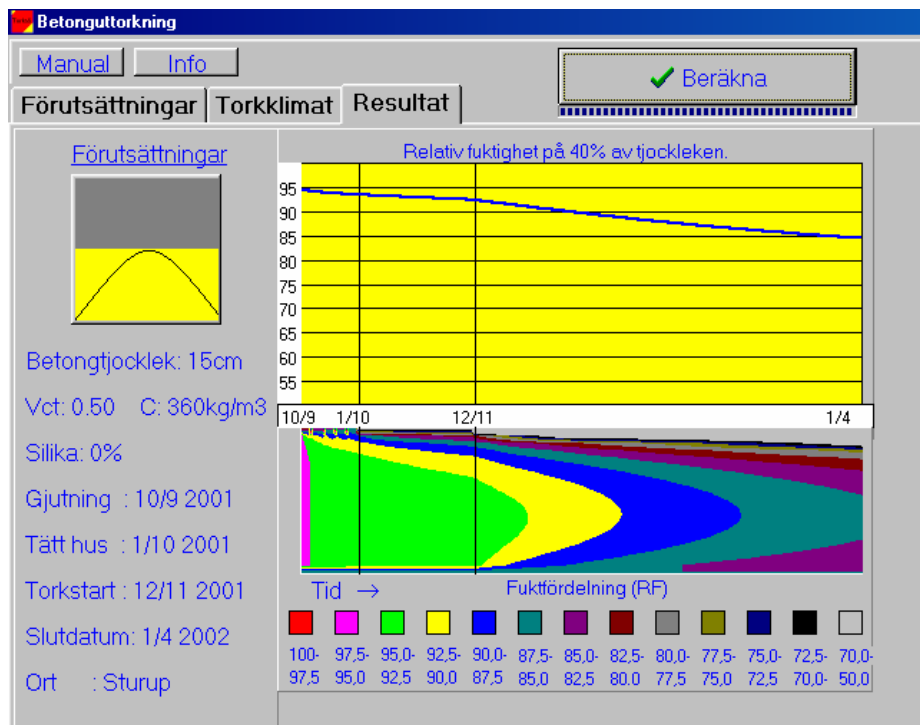 Betonguttorkning
Manual Info
Beräkna
Förutsättningar Torkklimat Resultat
Förutsättningar
Betongtjocklek: 15cm
Vct: 0.50 C: 360kg/m3
Silika: 0%
Gjutning : 10/9 2001
Tätt hus : 1/10 2001
Torkstart : 12/11 2001
Slutdatum: 1/4 2002
Ort : Sturup
Relativ fuktighet på 40% av tjockleken.
95
90
85
80
75
70
65
60
55
10/9 1/10 12/11 1/4
Tid → Fuktfördelning (RF)
100- 97,5- 95,0- 92,5- 90,0- 87,5- 85,0- 82,5- 80,0- 77,5- 75,0- 72,5- 70,0-
97,5 95,0 92,5 90,0 87,5 85,0 82,5 80.0 77,5 75,0 72,5 70,0- 50,0